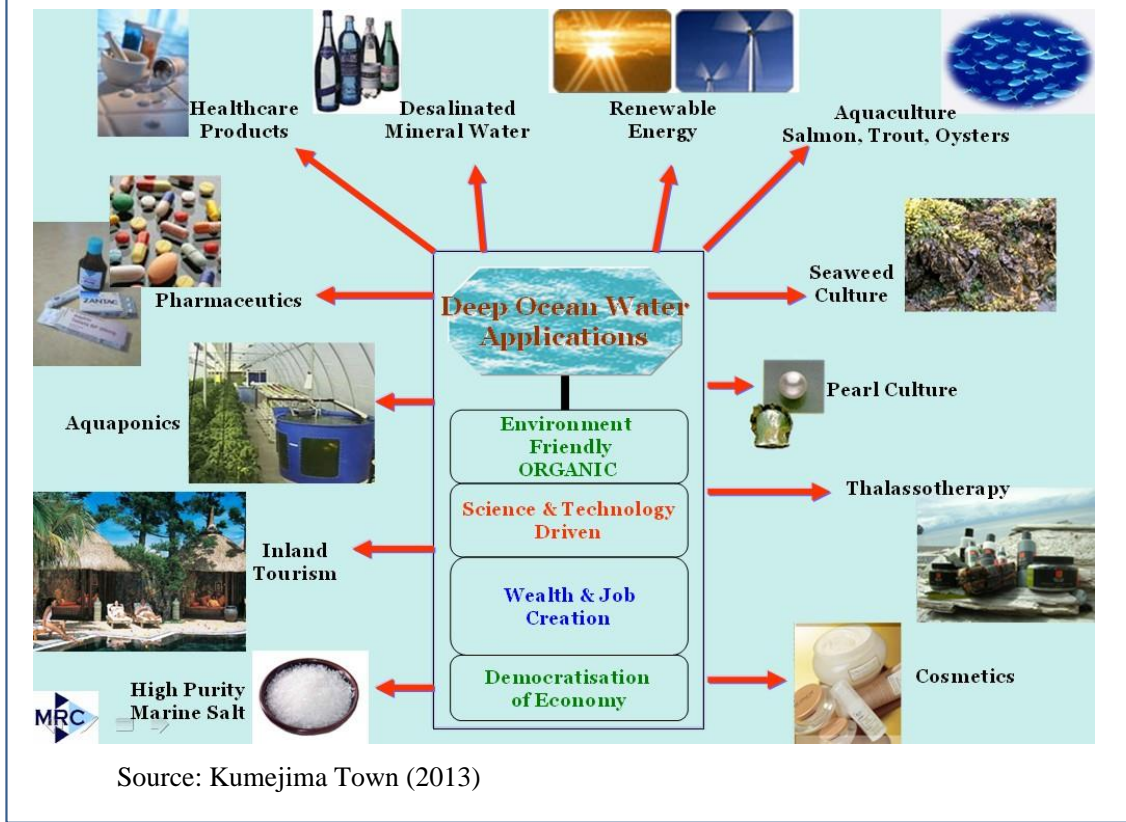 Healthcare
Products
Desalinated
Mineral Water
Renewable
Energy
Aquaculture
Salmon, Trout, Oysters
Pharmaceutics
ZANTAC
Deep Ocean Water
Applications
Seaweed
Culture
Aquaponics
Pearl Culture
Environment
Friendly
ORGANIC
Thalassotherapy
Science & Technology
Driven
Inland
Tourism
Wealth & Job
Creation
High Purity
Marine Salt
Democratisation
of Economy
Cosmetics
MRC
Source: Kumejima Town (2013)